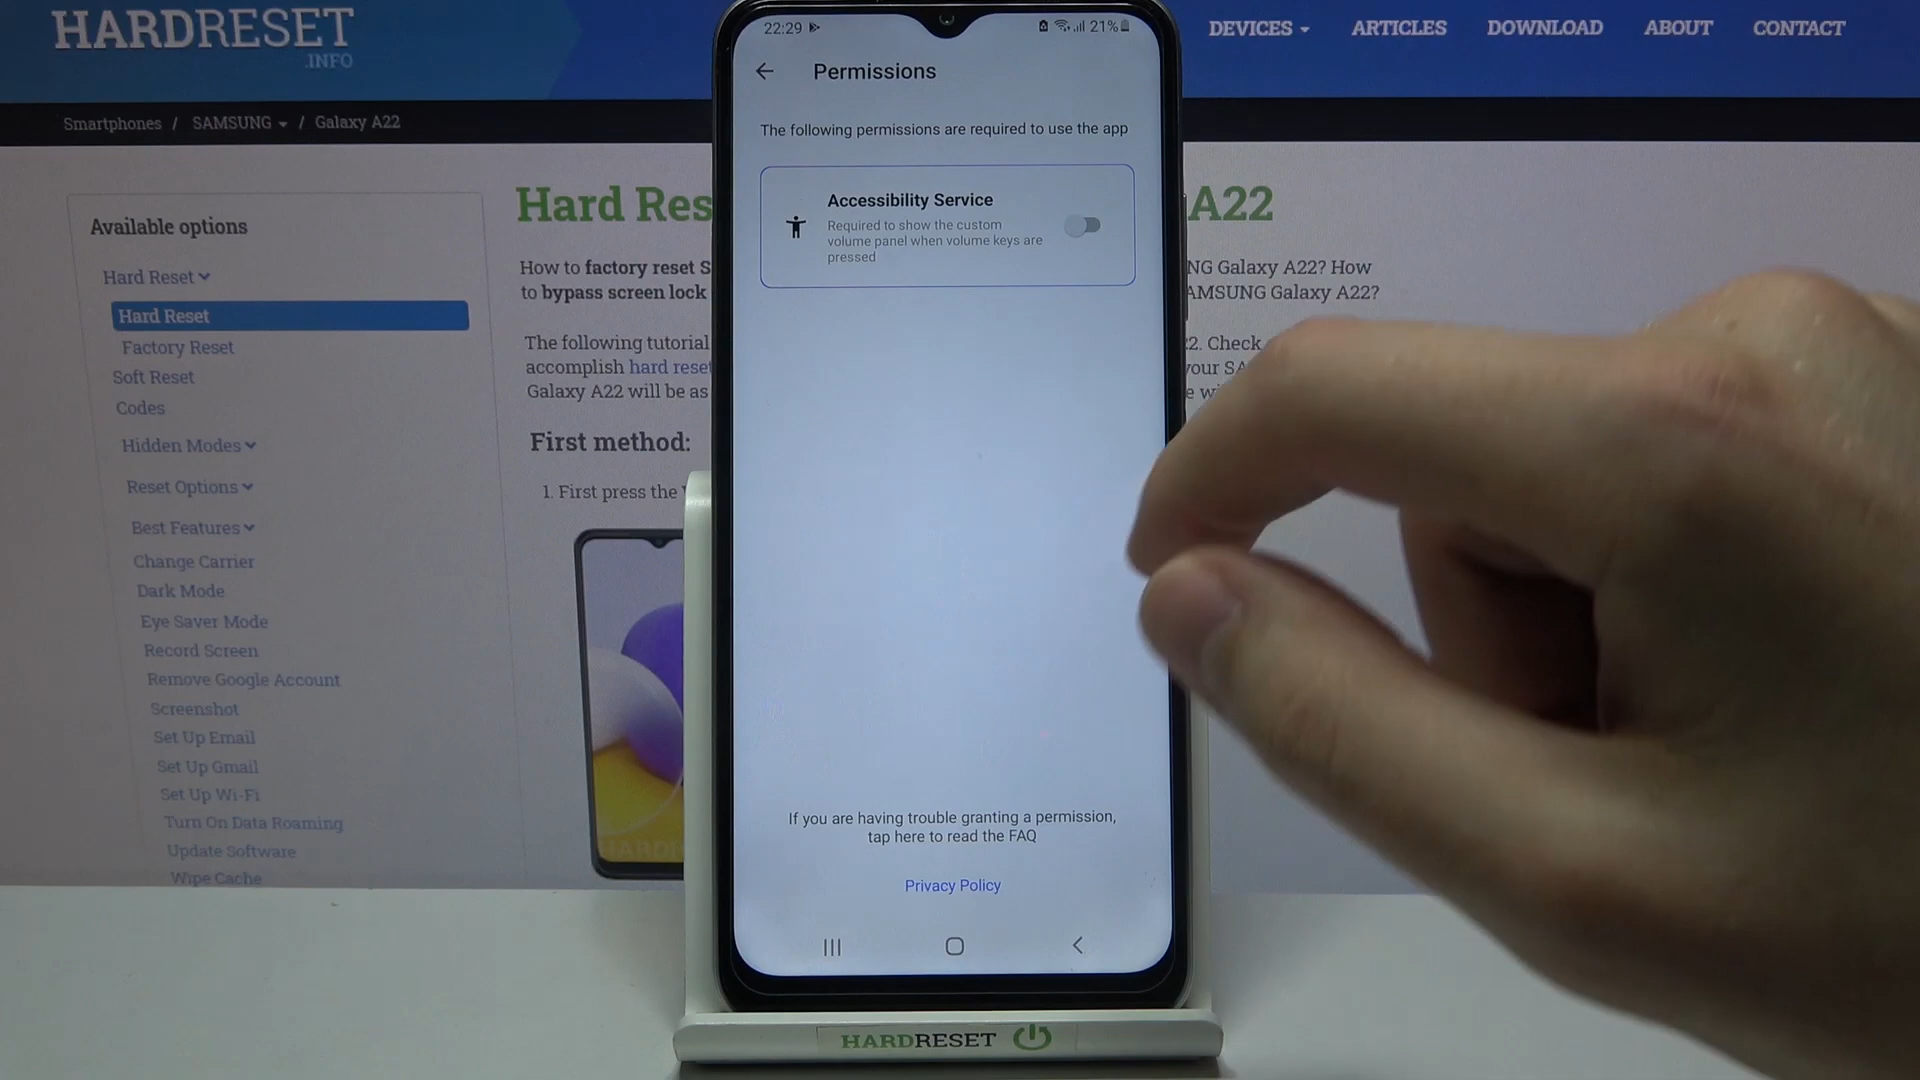 HARDRESET
.INFO
DEVICES
ARTICLES
DOWNLOAD
ABOUT
CONTACT
Smartphones / SAMSUNG / Galaxy A22
Available options
Hard Reset
Hard Reset
Factory Reset
Soft Reset
Codes
Hidden Modes
Reset Options
Best Features
Change Carrier
Dark Mode
Eye Saver Mode
Record Screen
Remove Google Account
Screenshot
Set Up Email
Set Up Gmail
Set Up Wi-Fi
Turn On Data Roaming
Update Software
Wipe Cache
Hard Res
A22
How to factory reset S
NG Galaxy A22? How
to bypass screen lock
AMSUNG Galaxy A22?
The following tutorial
2. Check
accomplish hard reset
your SA
Galaxy A22 will be as
e wi
First method:
1. First press the
22:29
21%
Permissions
The following permissions are required to use the app
Accessibility Service
Required to show the custom
volume panel when volume keys are
pressed
If you are having trouble granting a permission,
tap here to read the FAQ
Privacy Policy
HARDRESET